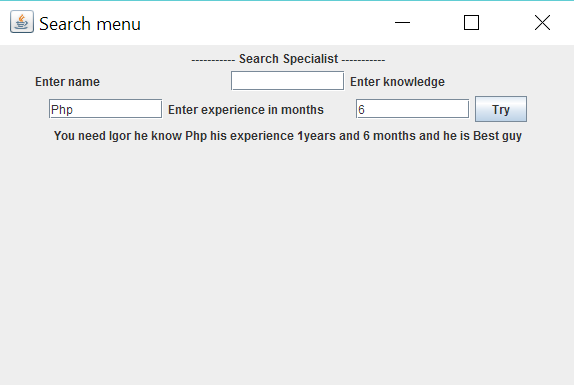 Search menu
----------- Search Specialist -----------
Enter name Enter knowledge
Php Enter experience in months 6 Try
You need Igor he know Php his experience 1years and 6 months and he is Best guy